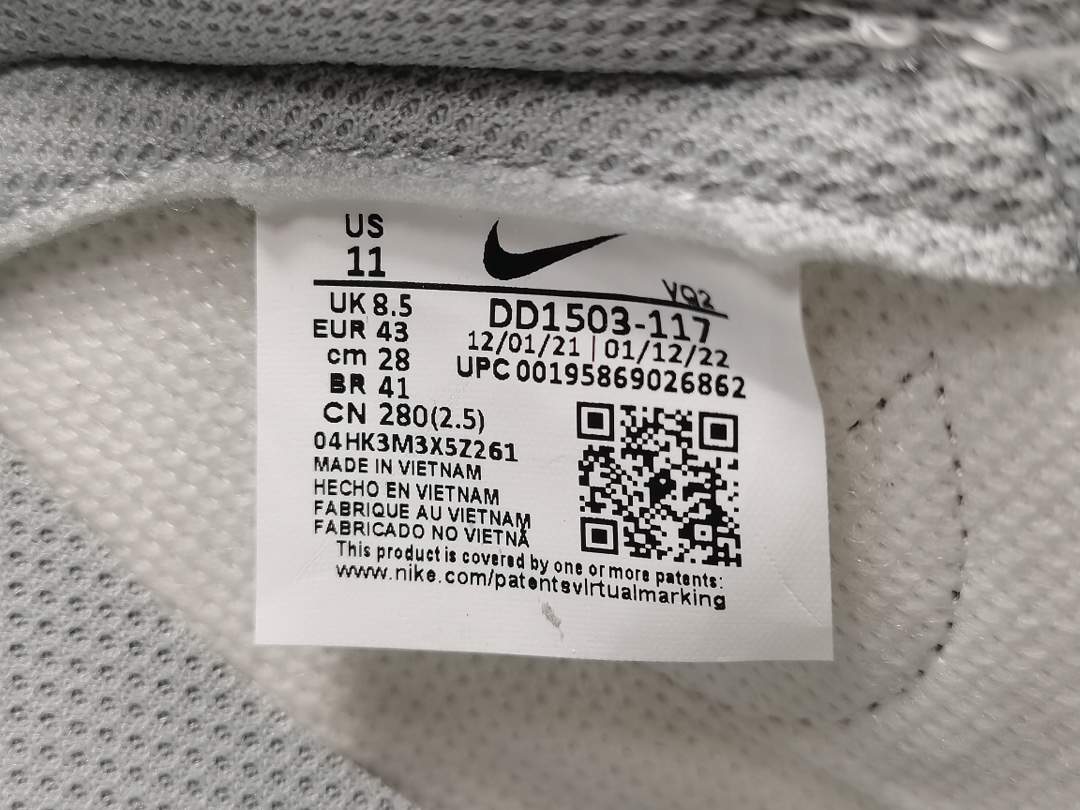 US
11
VQ2
UK 8.5
EUR 43
cm 28
BR 41
CN 280(2.5)
DD1503-117
12/01/21 | 01/12/22
UPC 00195869026862
04HK3M3X5Z261
MADE IN VIETNAM
HECHO EN VIETNAM
FABRIQUE AU VIETNAM
FABRICADO NO VIETNÃ
This product is covered by one or more patents:
www.nike.com/patentsvirtualmarking